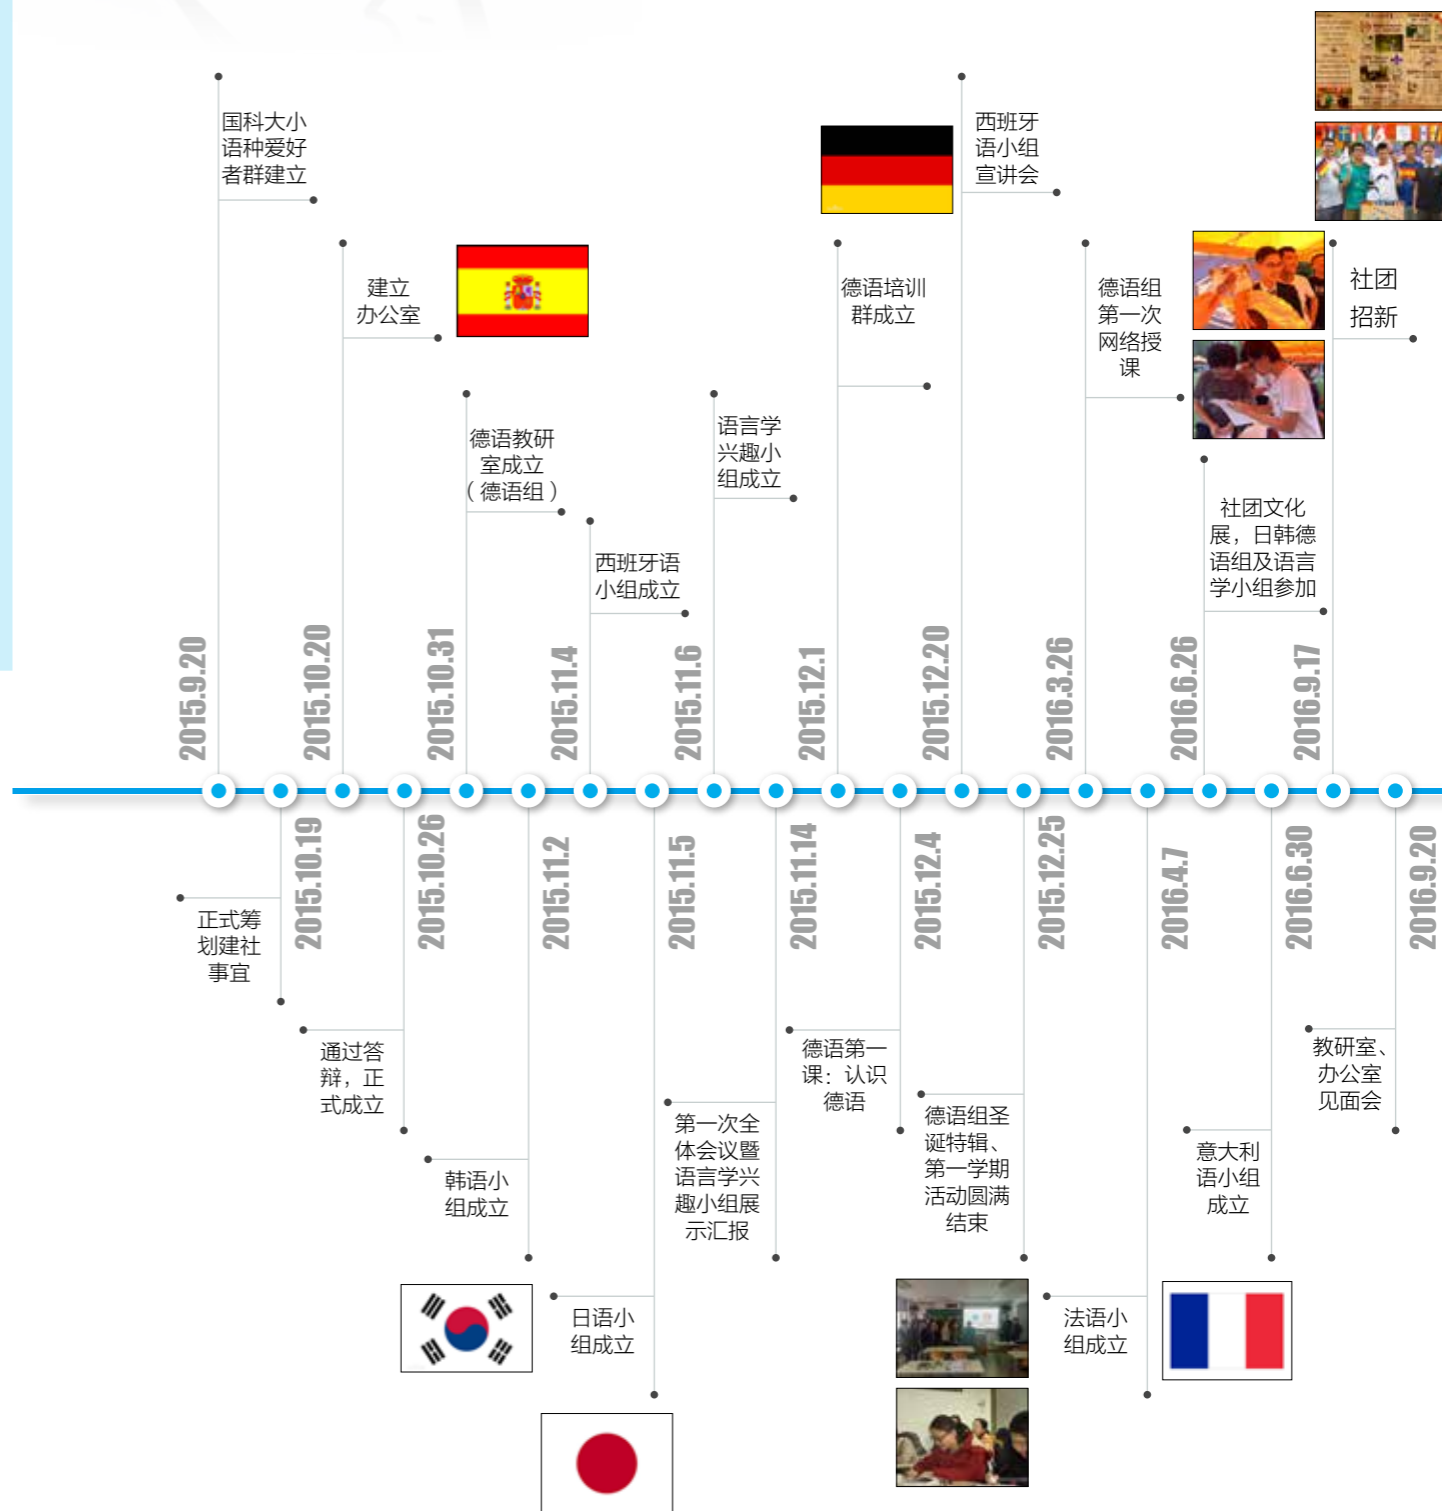 国科大小
语种爱好
者群建立
2015.9.20
正式筹
划建社
事宜
2015.10.19
建立
办公室
2015.10.20
通过答
辩，正
式成立
2015.10.26
德语教研
室成立
（德语组）
2015.10.31
韩语小
组成立
2015.11.2
西班牙语
小组成立
2015.11.4
日语小
组成立
2015.11.5
语言学
兴趣小
组成立
2015.11.6
第一次全
体会议暨
语言学兴
趣小组展
示汇报
2015.11.14
德语培训
群成立
2015.12.1
德语第一
课：认识
德语
2015.12.4
西班牙
语小组
宣讲会
2015.12.20
德语组圣
诞特辑、
第一学期
活动圆满
结束
2015.12.25
德语组
第一次
网络授
课
2016.3.26
法语小
组成立
2016.4.7
社团文化
展，日韩德
语组及语言
学小组参加
2016.6.26
意大利
语小组
成立
2016.6.30
社团
招新
2016.9.17
教研室、
办公室
见面会
2016.9.20